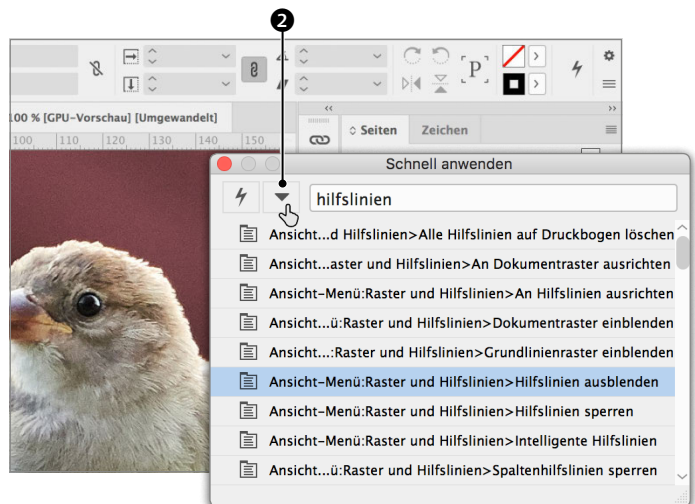 2
P
100 % [GPU-Vorschau] [Umgewandelt]
Seiten
Zeichen
100 110 120 130 140 150
Schnell anwenden
hilfslinien
Ansicht...d Hilfslinien>Alle Hilfslinien auf Druckbogen löschen
Ansicht...aster und Hilfslinien>An Dokumentraster ausrichten
Ansicht-Menü:Raster und Hilfslinien>An Hilfslinien ausrichten
Ansicht...ü:Raster und Hilfslinien>Dokumentraster einblenden
Ansicht...:Raster und Hilfslinien>Grundlinienraster einblenden
Ansicht-Menü:Raster und Hilfslinien>Hilfslinien ausblenden
Ansicht-Menü:Raster und Hilfslinien>Hilfslinien sperren
Ansicht-Menü:Raster und Hilfslinien>Intelligente Hilfslinien
Ansicht...ü:Raster und Hilfslinien>Spaltenhilfslinien sperren